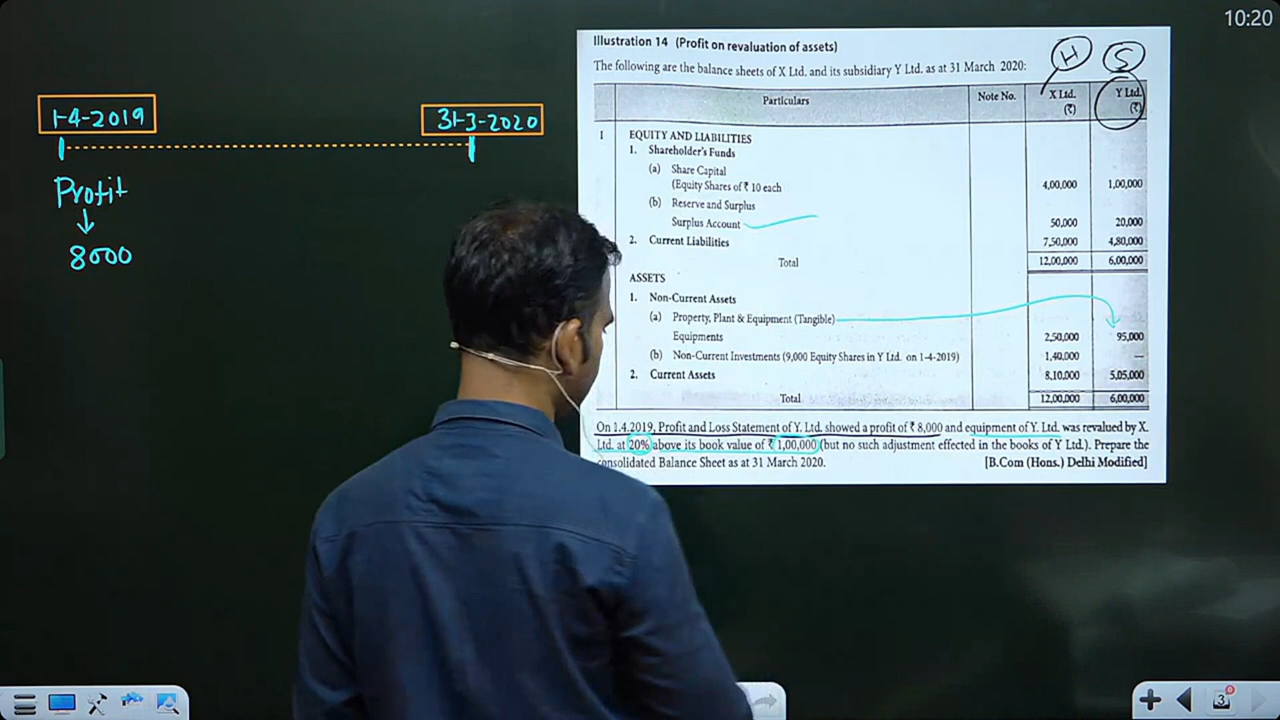 10:20
1-4-2019
31-3-2020
Profit
8000
H S
Illustration 14 (Profit on revaluation of assets)
The following are the balance sheets of X Ltd. and its subsidiary Y Ltd. as at 31 March 2020:
Particulars Note No. X Ltd. (₹) Y Ltd. (₹)
I EQUITY AND LIABILITIES
1. Shareholder's Funds
(a) Share Capital
(Equity Shares of ₹ 10 each 4,00,000 1,00,000
(b) Reserve and Surplus
Surplus Account 50,000 20,000
2. Current Liabilities 7,50,000 4,80,000
Total 12,00,000 6,00,000
ASSETS
1. Non-Current Assets
(a) Property, Plant & Equipment (Tangible)
Equipments 2,50,000 95,000
(b) Non-Current Investments (9,000 Equity Shares in Y Ltd. on 1-4-2019) 1,40,000 —
2. Current Assets 8,10,000 5,05,000
Total 12,00,000 6,00,000
On 1.4.2019, Profit and Loss Statement of Y. Ltd. showed a profit of ₹ 8,000 and equipment of Y. Ltd. was revalued by X.
Ltd. at 20% above its book value of ₹ 1,00,000 (but no such adjustment effected in the books of Y Ltd.). Prepare the
consolidated Balance Sheet as at 31 March 2020. [B.Com (Hons.) Delhi Modified]
3